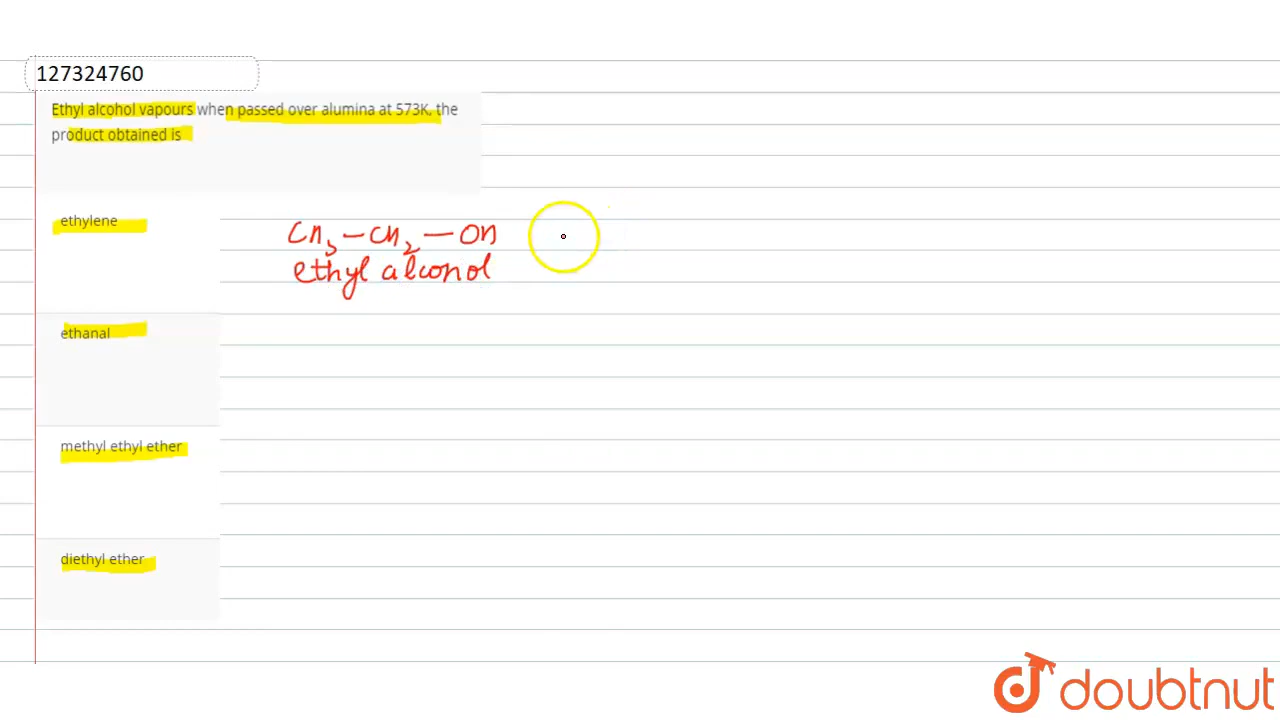 127324760
Ethyl alcohol vapours when passed over alumina at 573K, the
product obtained is
ethylene
CH3 – CH2 – OH
ethyl alcohol
ethanal
methyl ethyl ether
diethyl ether
doubtnut